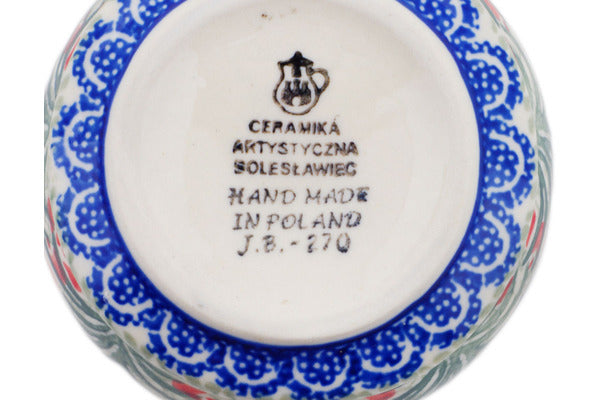 CERAMIKA
ARTYSTYCZNA
BOLESŁAWIEC
HAND MADE
IN POLAND
J.B.-270